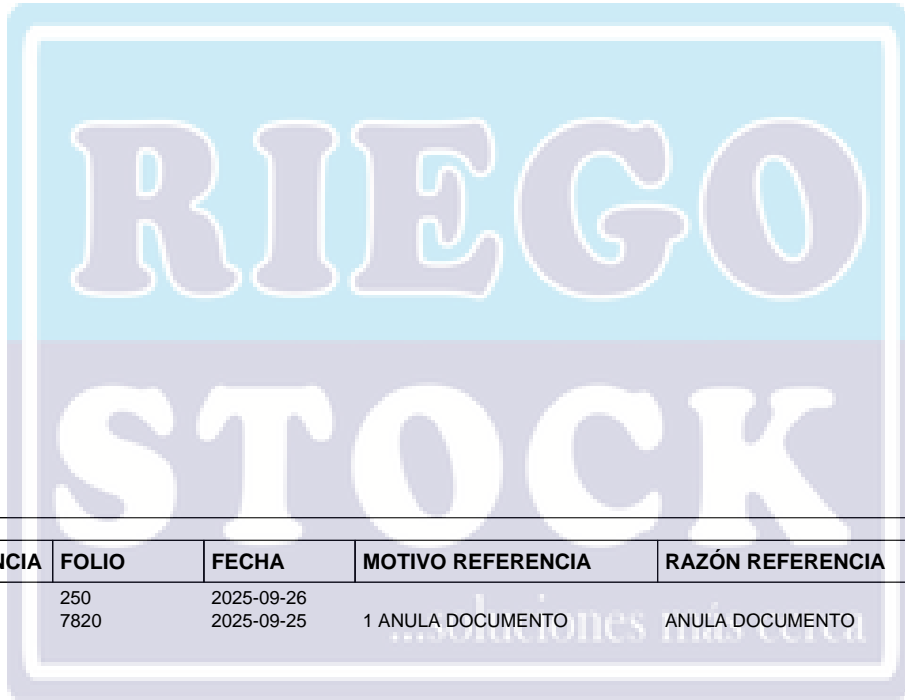 RIEGO
STOCK
NCIA FOLIO FECHA MOTIVO REFERENCIA RAZÓN REFERENCIA
250 2025-09-26
7820 2025-09-25 1 ANULA DOCUMENTO ANULA DOCUMENTO
...soluciones más cerca